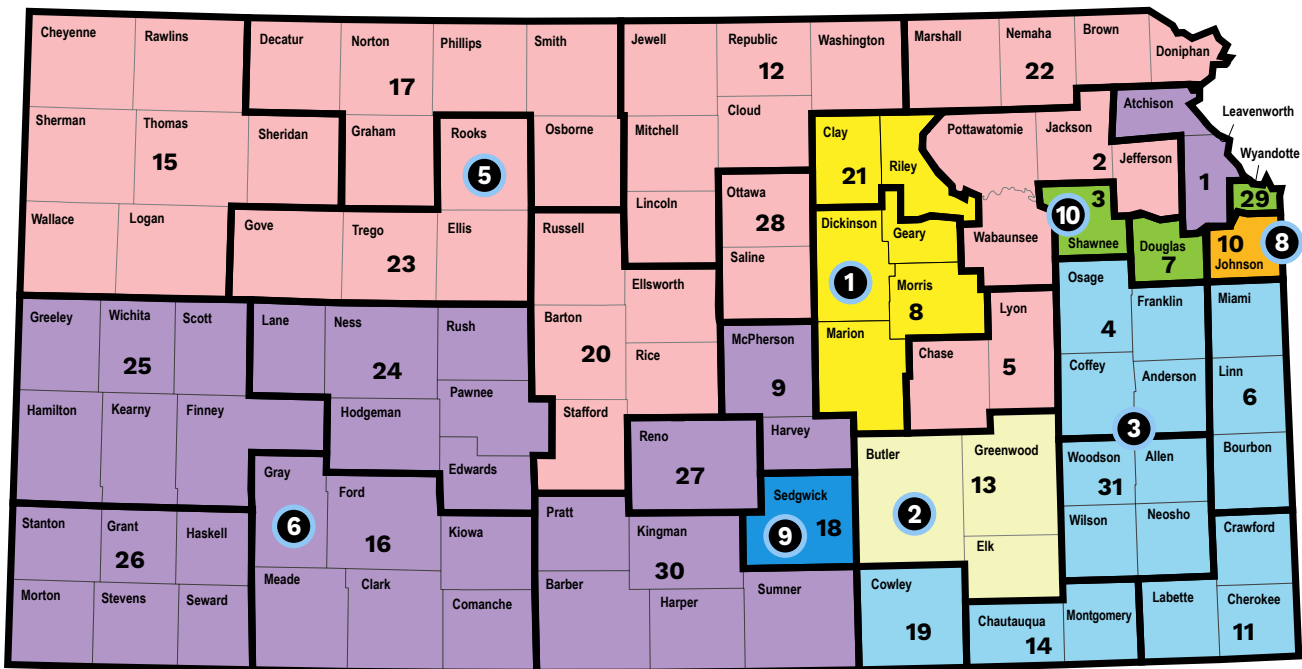 Cheyenne
Rawlins
Decatur
Norton
Phillips
Smith
Jewell
Republic
Washington
Marshall
Nemaha
Brown
Doniphan
17
12
22
Sherman
Thomas
Sheridan
Graham
Rooks
Osborne
Mitchell
Cloud
Clay
Riley
Pottawatomie
Jackson
Atchison
Leavenworth
Wyandotte
15
5
21
2
Jefferson
1
29
Wallace
Logan
Gove
Trego
Ellis
Russell
Lincoln
Ottawa
28
Saline
Dickinson
Geary
Wabaunsee
10
3
Shawnee
Douglas
7
10
Johnson
8
23
Ellsworth
1
Morris
8
Osage
Franklin
Miami
Greeley
Wichita
Scott
Lane
Ness
Rush
Barton
Rice
McPherson
Marion
Lyon
4
25
24
20
9
Chase
5
Coffey
Anderson
Linn
6
Hamilton
Kearny
Finney
Hodgeman
Pawnee
Stafford
Reno
Harvey
3
Butler
Greenwood
Woodson
Allen
Bourbon
Gray
Ford
Edwards
27
Sedgwick
18
13
31
6
16
9
2
Stanton
Grant
Haskell
Kiowa
Pratt
Kingman
Wilson
Neosho
Crawford
26
30
Elk
Morton
Stevens
Seward
Meade
Clark
Comanche
Barber
Harper
Sumner
Cowley
19
Chautauqua
14
Montgomery
Labette
Cherokee
11